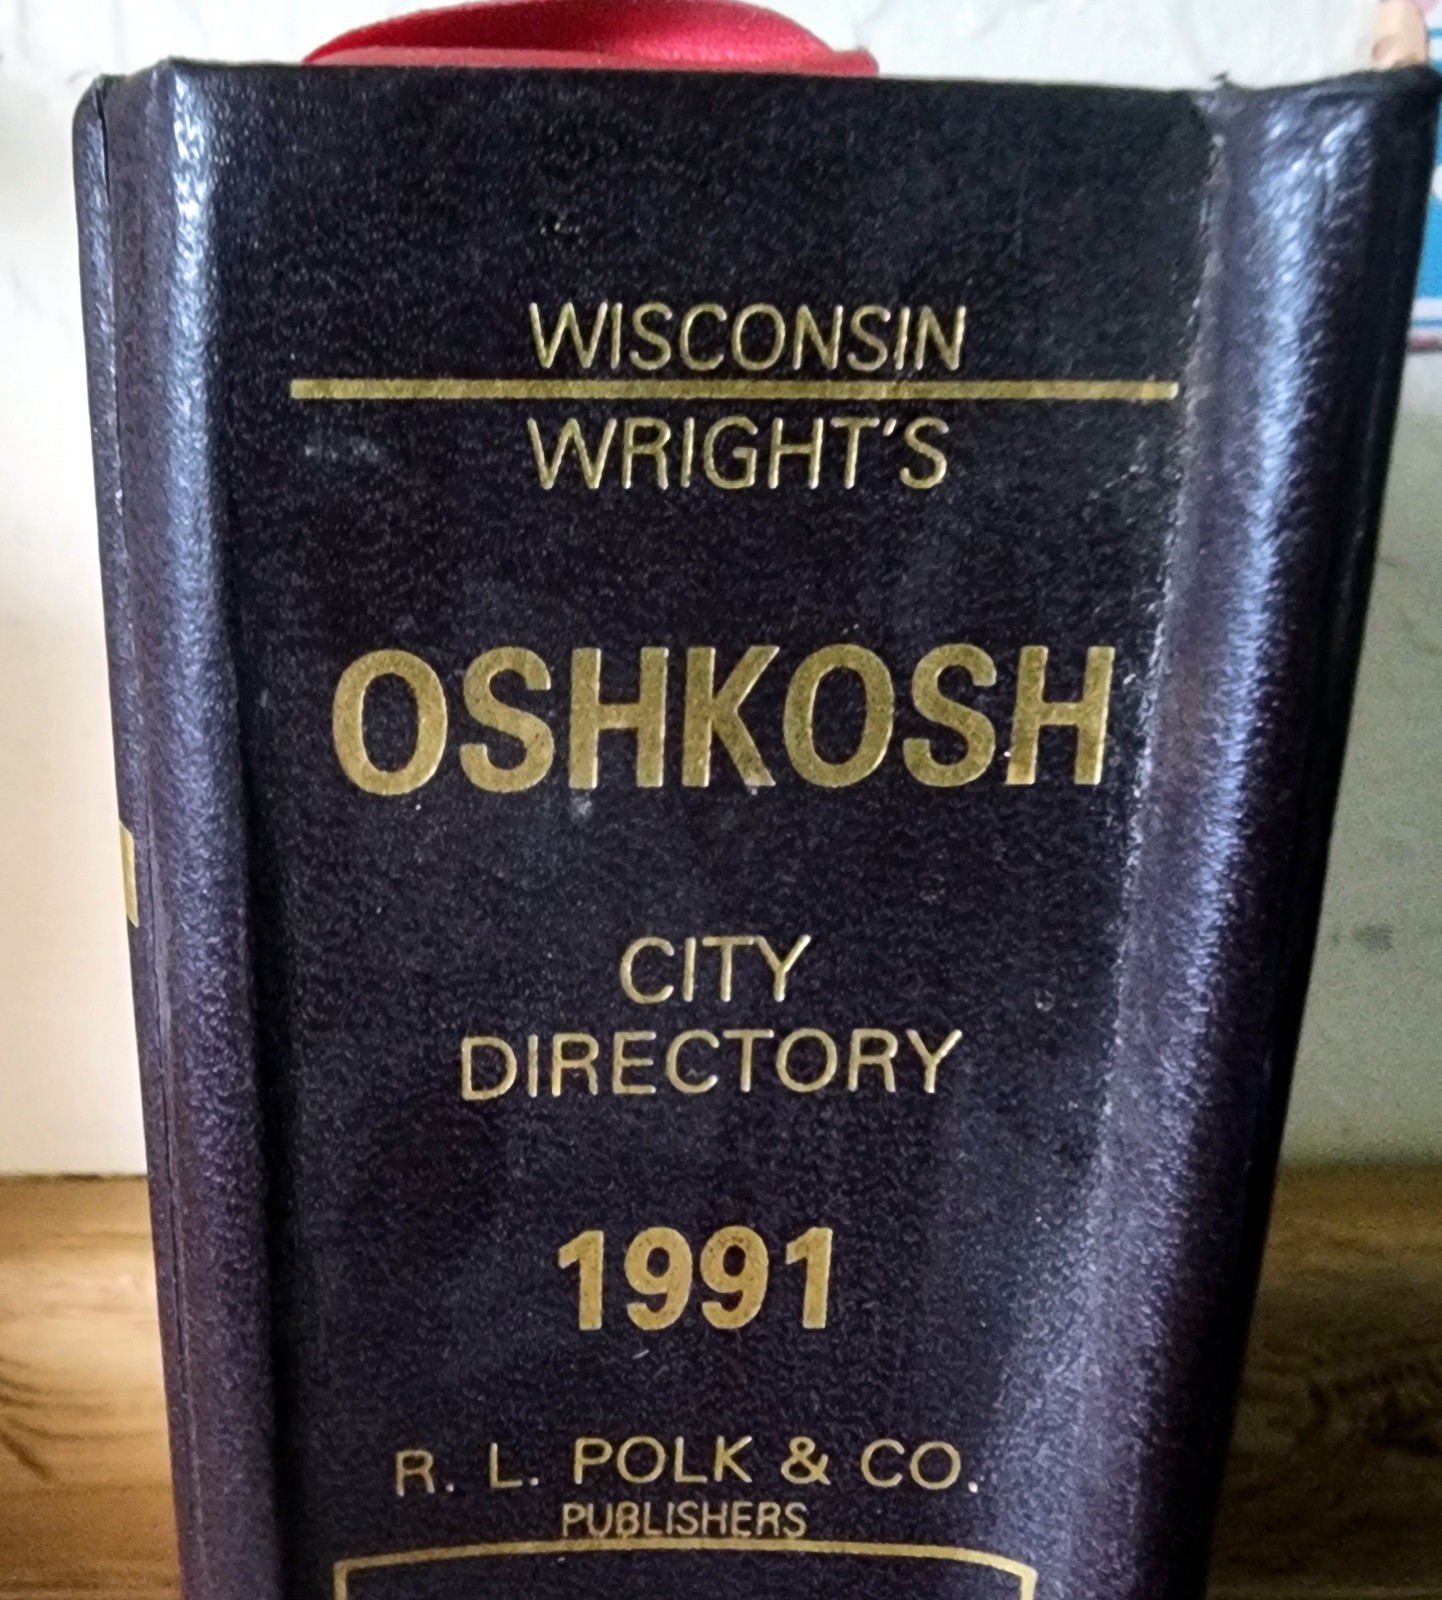 WISCONSIN
WRIGHT'S
OSHKOSH
CITY
DIRECTORY
1991
R. L. POLK & CO.
PUBLISHERS